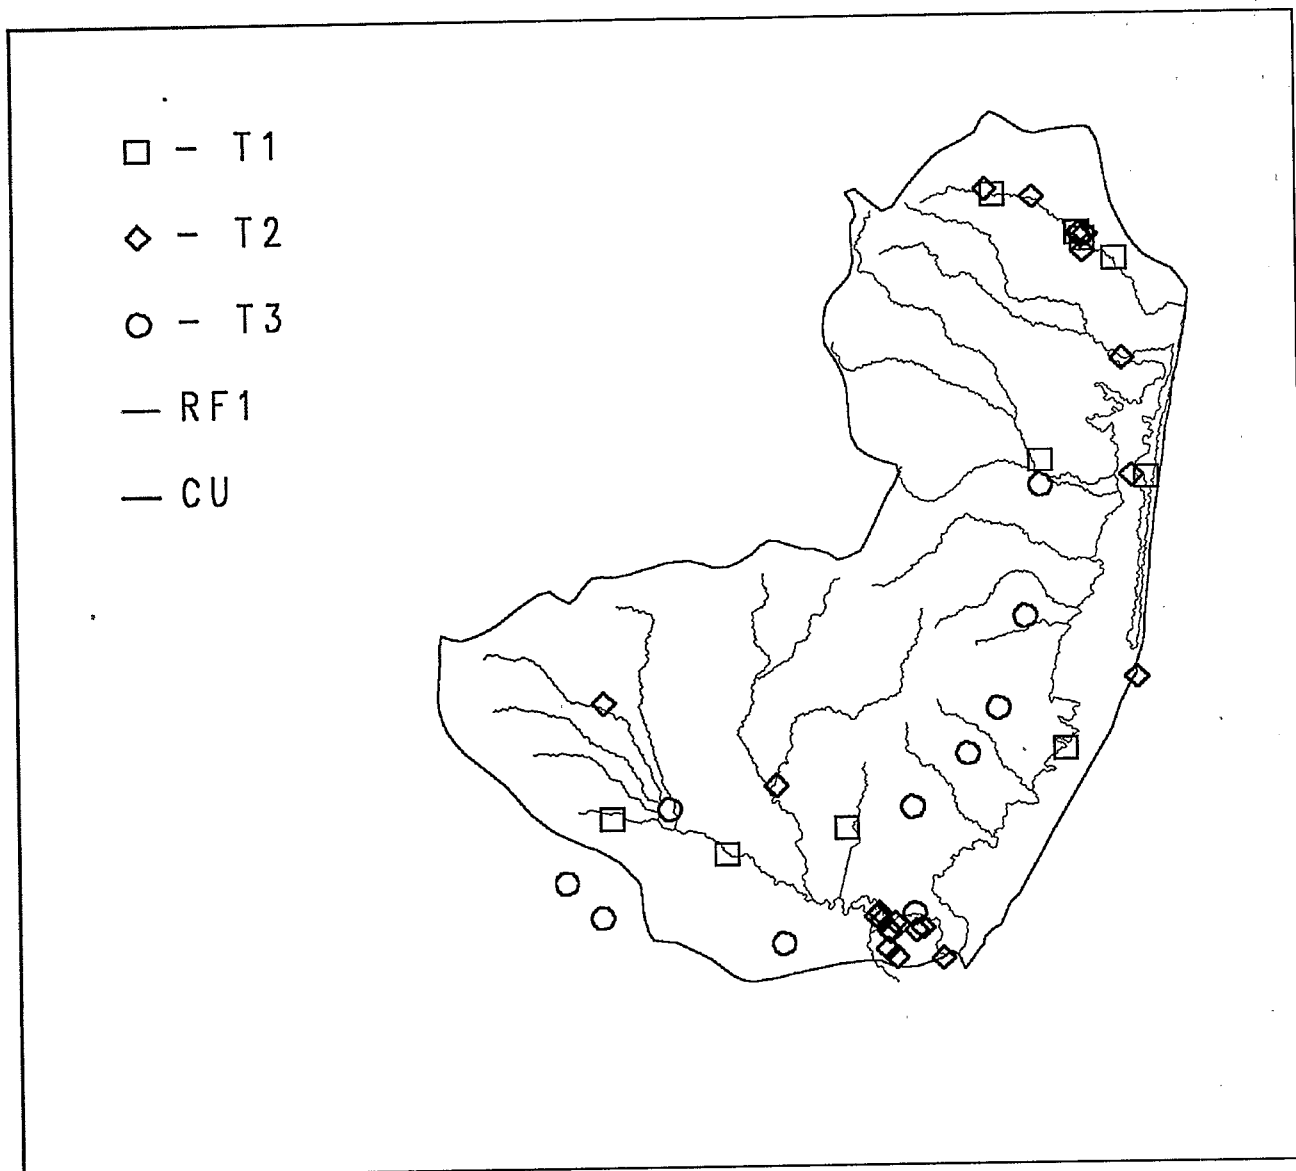 □ – T1
◇ – T2
○ – T3
— RF1
— CU